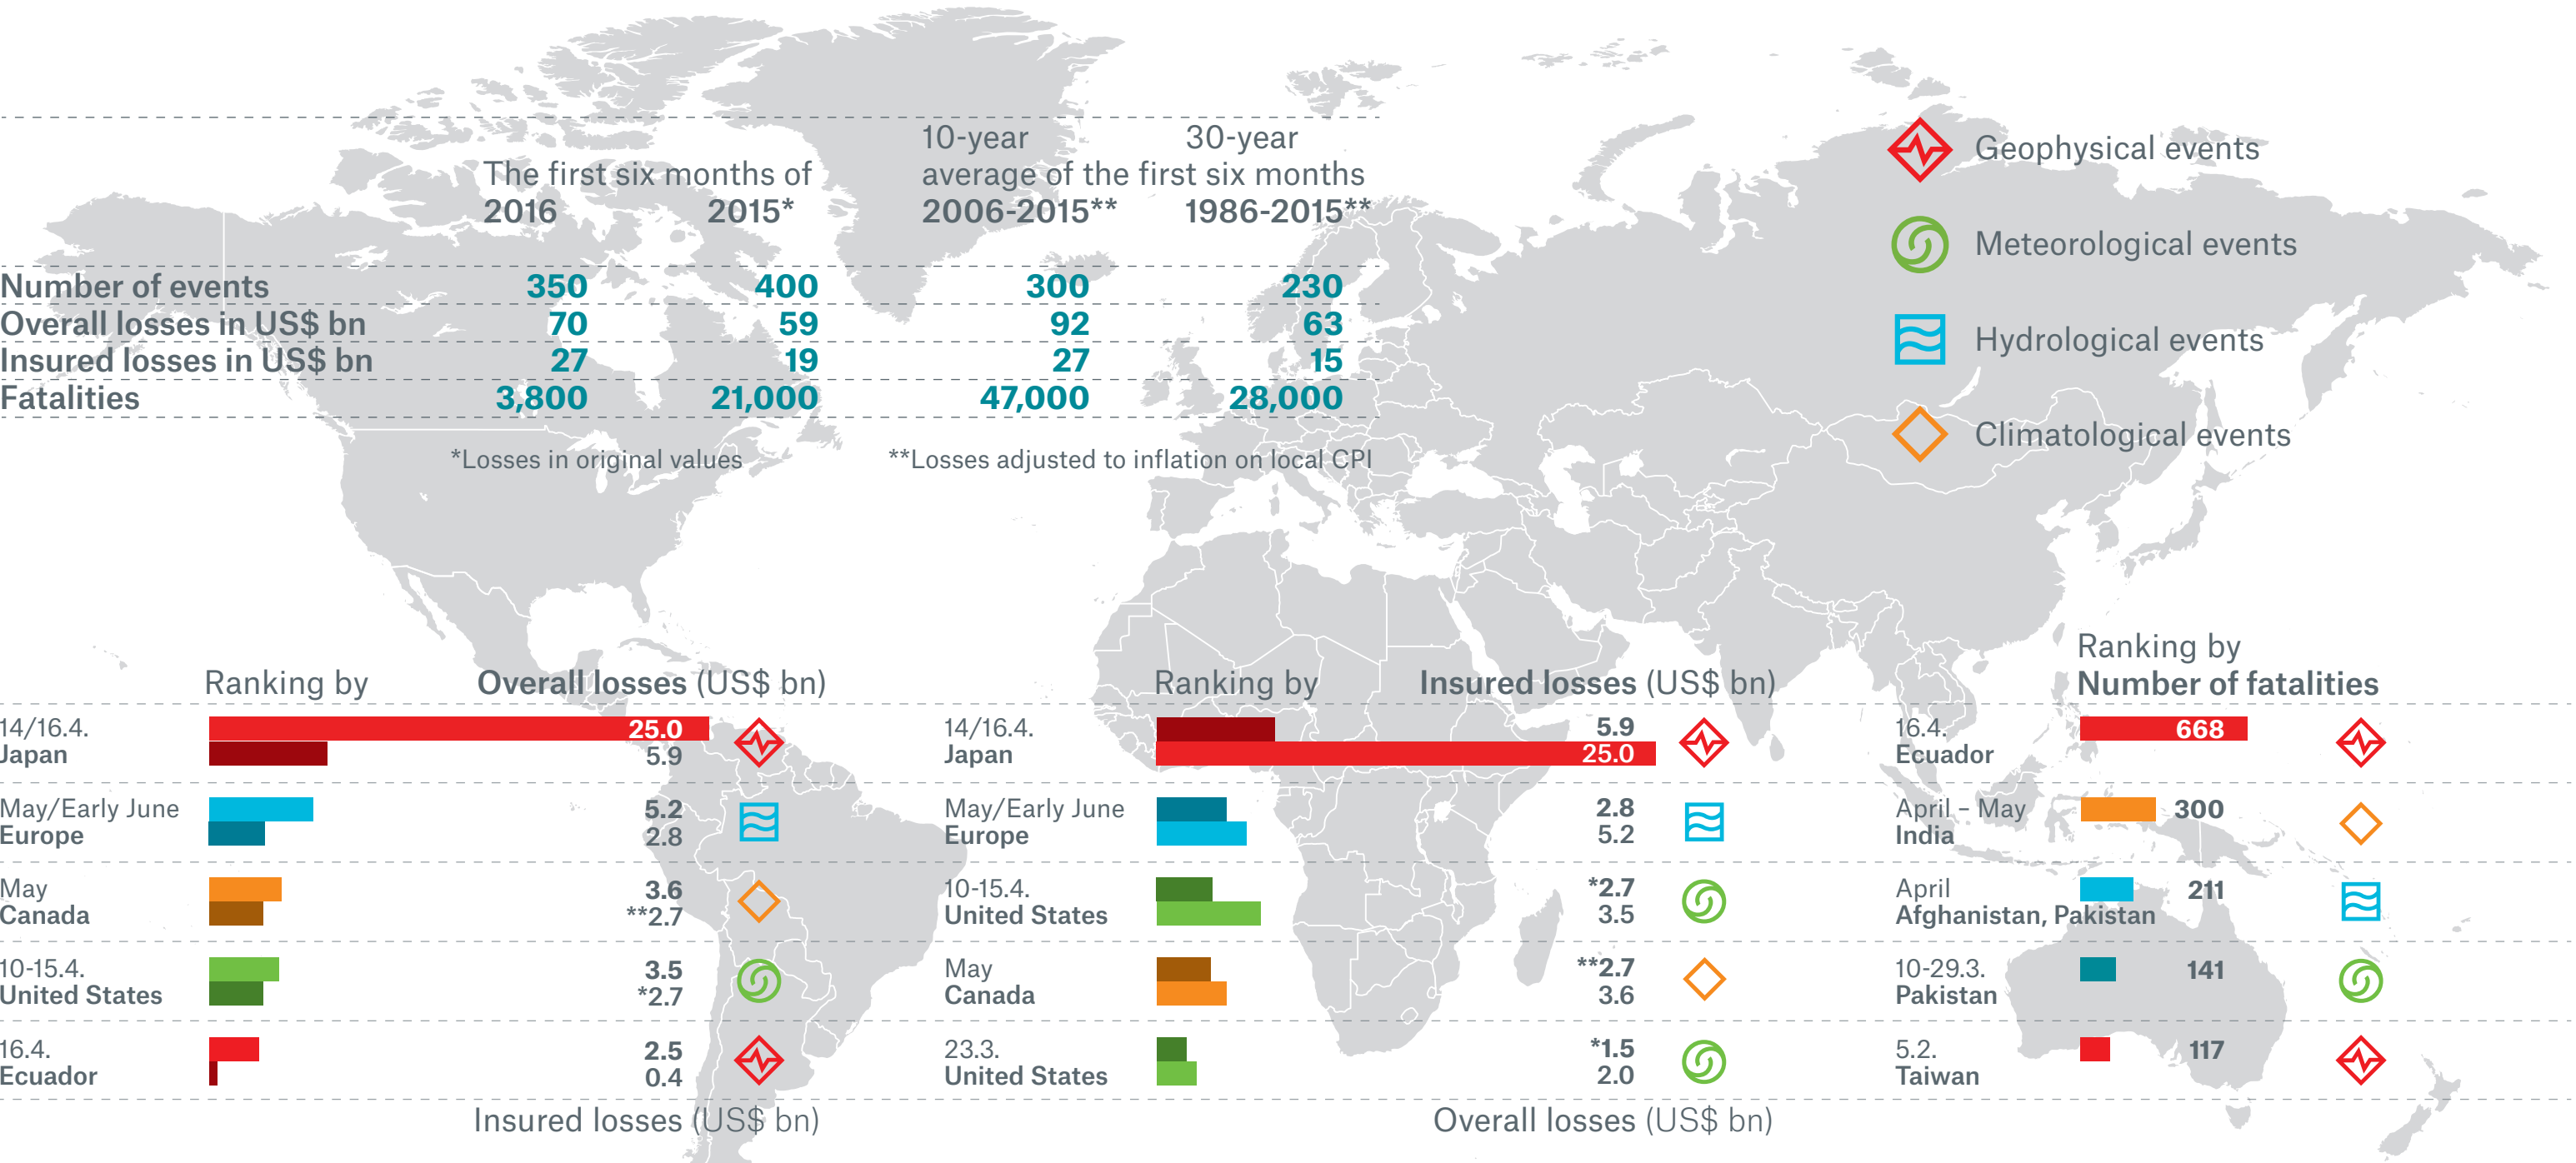 10-year 30-year
The first six months of average of the first six months
2016 2015* 2006-2015** 1986-2015**
Number of events 350 400 300 230
Overall losses in US$ bn 70 59 92 63
Insured losses in US$ bn 27 19 27 15
Fatalities 3,800 21,000 47,000 28,000
*Losses in original values **Losses adjusted to inflation on local CPI
Geophysical events
Meteorological events
Hydrological events
Climatological events
Ranking by Overall losses (US$ bn)
14/16.4. 25.0
Japan 5.9
May/Early June 5.2
Europe 2.8
May 3.6
Canada **2.7
10-15.4. 3.5
United States *2.7
16.4. 2.5
Ecuador 0.4
Insured losses (US$ bn)
Ranking by Insured losses (US$ bn)
14/16.4. 5.9
Japan 25.0
May/Early June 2.8
Europe 5.2
10-15.4. *2.7
United States 3.5
May **2.7
Canada 3.6
23.3. *1.5
United States 2.0
Overall losses (US$ bn)
Ranking by
Number of fatalities
16.4. 668
Ecuador
April – May 300
India
April 211
Afghanistan, Pakistan
10-29.3. 141
Pakistan
5.2. 117
Taiwan